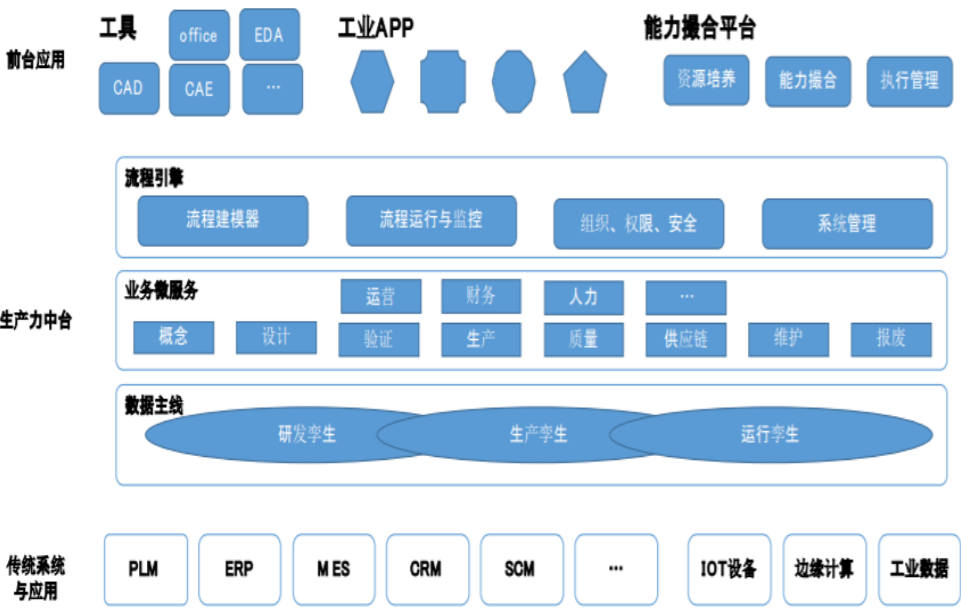 工具
office
EDA
CAD
CAE
…
工业APP
能力撮合平台
资源培养
能力撮合
执行管理
前台应用
流程引擎
流程建模器
流程运行与监控
组织、权限、安全
系统管理
生产力中台
业务微服务
运营
财务
人力
…
概念
设计
验证
生产
质量
供应链
维护
报废
数据主线
研发孪生
生产孪生
运行孪生
传统系统
与应用
PLM
ERP
MES
CRM
SCM
…
IOT设备
边缘计算
工业数据